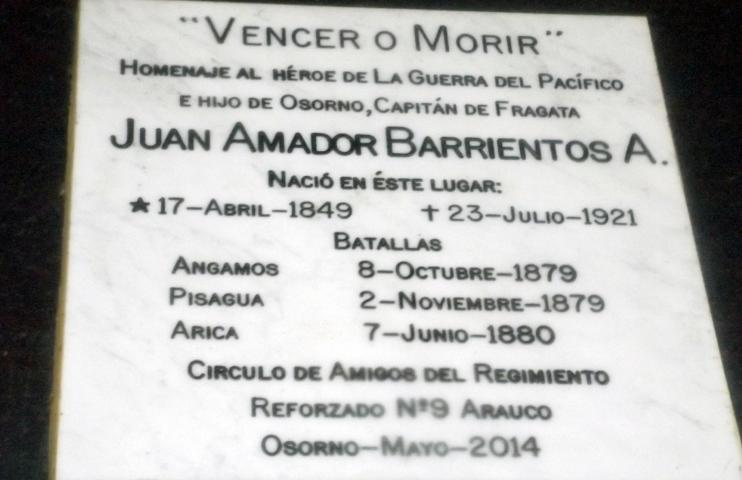 "VENCER O MORIR"
HOMENAJE AL HÉROE DE LA GUERRA DEL PACÍFICO
E HIJO DE OSORNO, CAPITÁN DE FRAGATA
JUAN AMADOR BARRIENTOS A.
NACIÓ EN ÉSTE LUGAR:
★ 17-ABRIL-1849 † 23-JULIO-1921
BATALLAS
ANGAMOS 8-OCTUBRE-1879
PISAGUA 2-NOVIEMBRE-1879
ARICA 7-JUNIO-1880
CIRCULO DE AMIGOS DEL REGIMIENTO
REFORZADO Nº9 ARAUCO
OSORNO-MAYO-2014